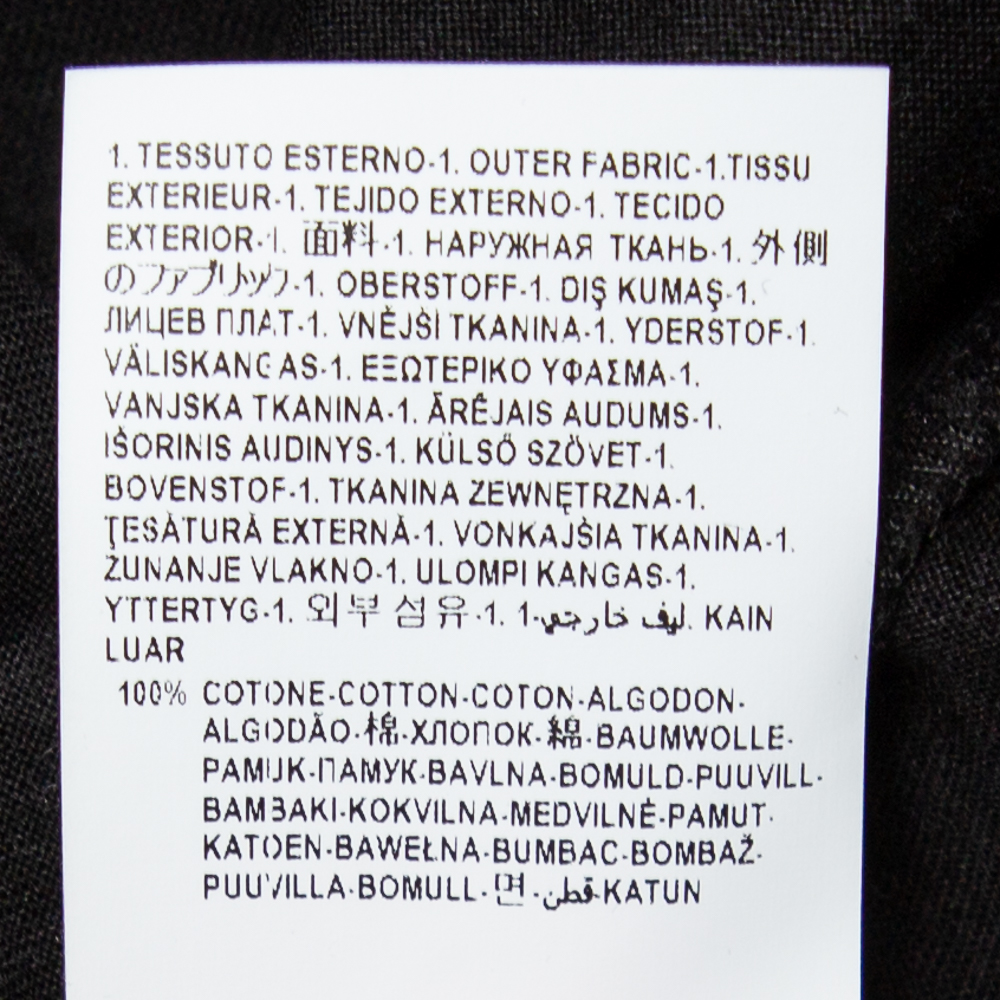 1. TESSUTO ESTERNO-1. OUTER FABRIC-1.TISSU
EXTERIEUR-1. TEJIDO EXTERNO-1. TECIDO
EXTERIOR-1. 面料-1. НАРУЖНАЯ ТКАНЬ-1. 外側
のファブリッツフ-1. OBERSTOFF-1. DIŞ KUMAŞ-1.
ЛИЦЕВ ПЛАТ-1. VNĚJŠI TKANINA-1. YDERSTOF-1.
VÄLISKANGAS-1. ΕΞΩΤΕΡΙΚΟ ΥΦΑΣΜΑ-1.
VANJSKA TKANINA-1. ĀRĒJAIS AUDUMS-1.
IŠORINIS AUDINYS-1. KÜLSŐ SZÖVET-1.
BOVENSTOF-1. TKANINA ZEWNĘTRZNA-1.
ŢESĂTURĂ EXTERNĂ-1. VONKAJŠIA TKANINA-1.
ZUNANJE VLAKNO-1. ULOMPI KANGAS-1.
YTTERTYG-1. 외부 섬유-1. 1-ليف خارجي. KAIN
LUAR
100% COTONE-COTTON-COTON-ALGODON-
ALGODÃO-棉-ХЛОПОК-綿-BAUMWOLLE-
PAMUK-ПАМУК-BAVLNA-BOMULD-PUUVILL-
BAMBAKI-KOKVILNA-MEDVILNĖ-PAMUT-
KATOEN-BAWEŁNA-BUMBAC-BOMBAŽ-
PUUVILLA-BOMULL-면-قطن-KATUN